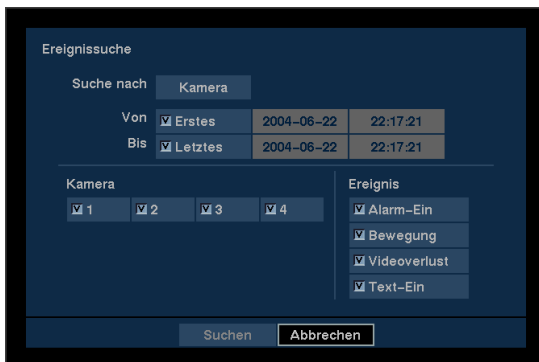 Ereignissuche
Suche nach Kamera
Von Erstes 2004-06-22 22:17:21
Bis Letztes 2004-06-22 22:17:21
Kamera Ereignis
1 2 3 4 Alarm-Ein
Bewegung
Videoverlust
Text-Ein
Suchen Abbrechen